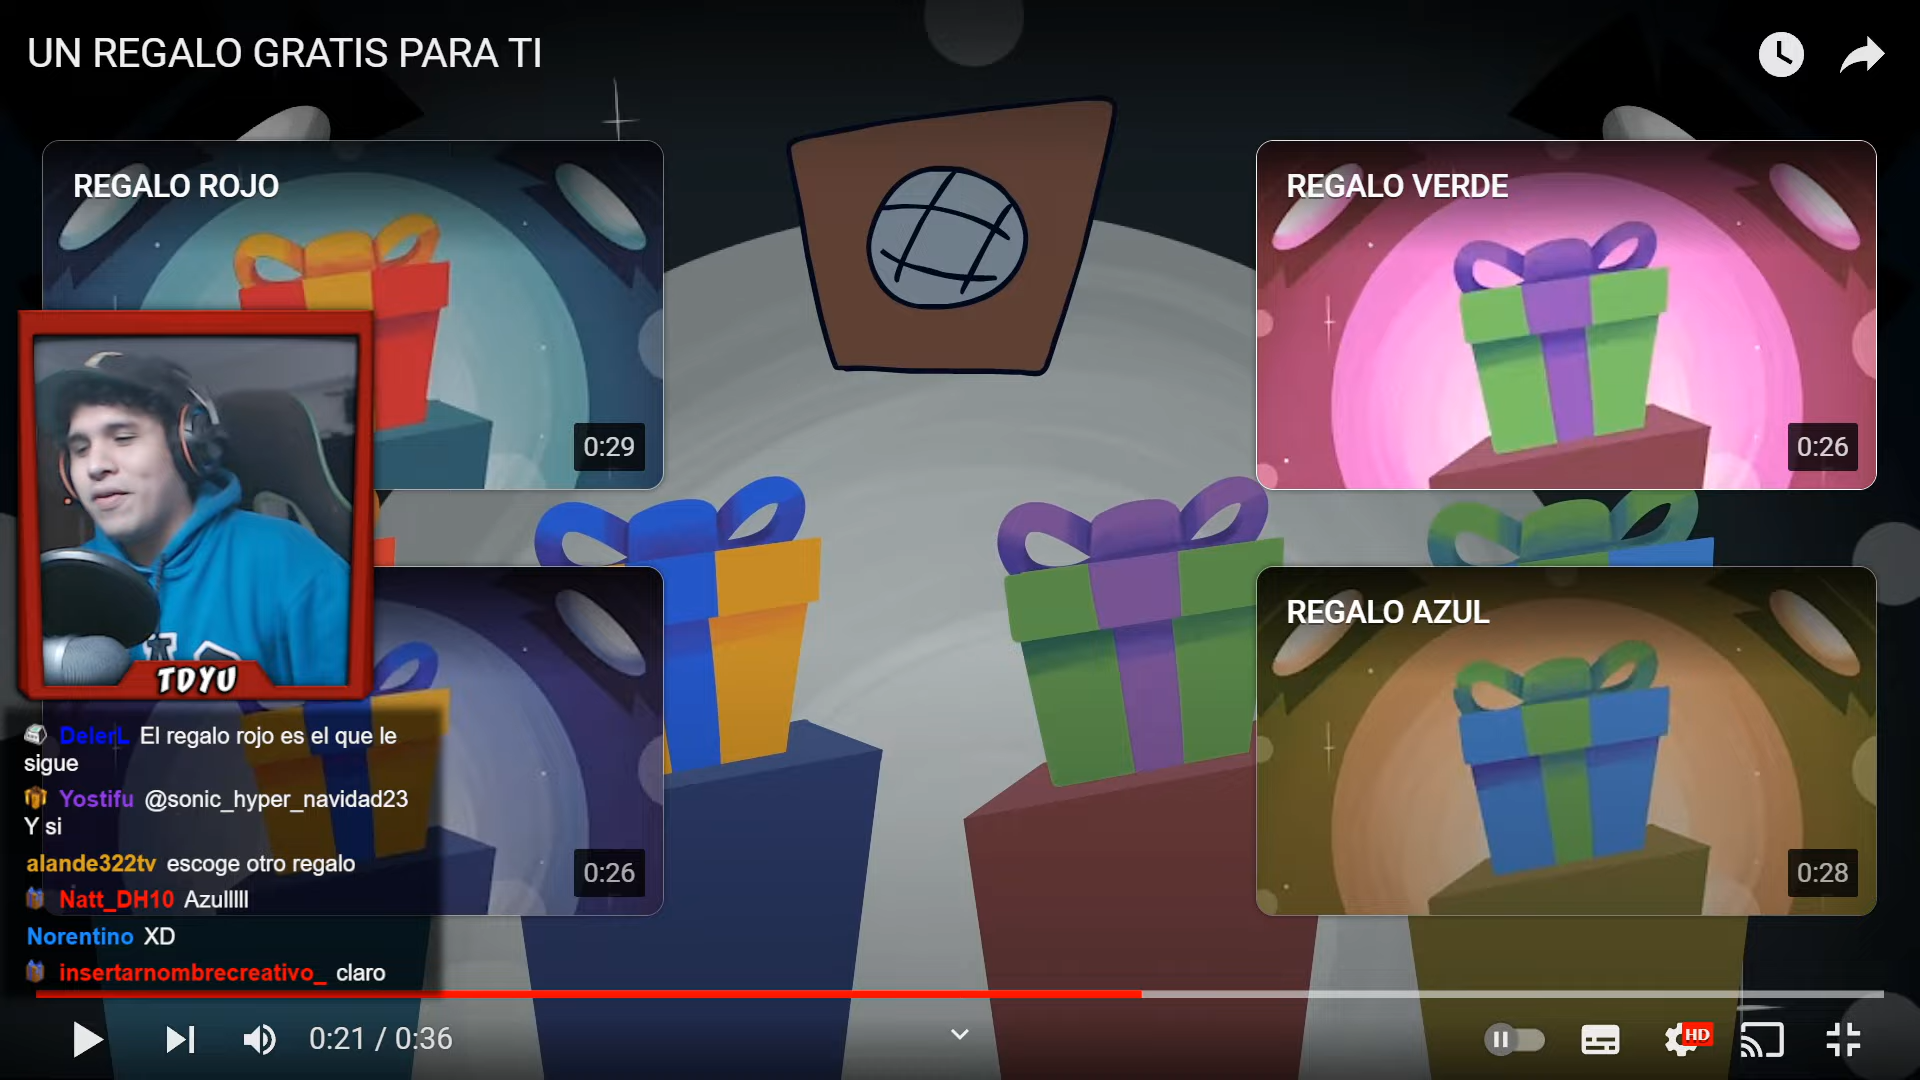 UN REGALO GRATIS PARA TI
REGALO ROJO
0:29
REGALO VERDE
0:26
TDYU
REGALO AZUL
0:26
0:28
DelerL El regalo rojo es el que le
sigue
Yostifu @sonic_hyper_navidad23
Y si
alande322tv escoge otro regalo
Natt_DH10 Azulllll
Norentino XD
insertarnombrecreativo_ claro
0:21 / 0:36
HD